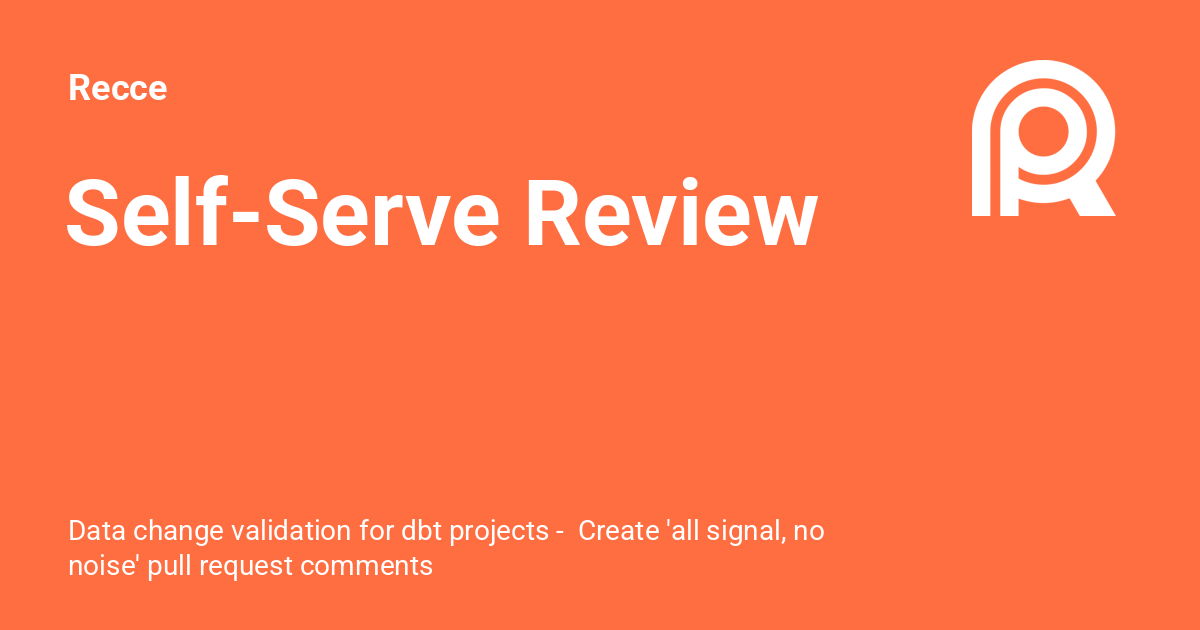 Recce
Self-Serve Review
Data change validation for dbt projects -  Create 'all signal, no
noise' pull request comments